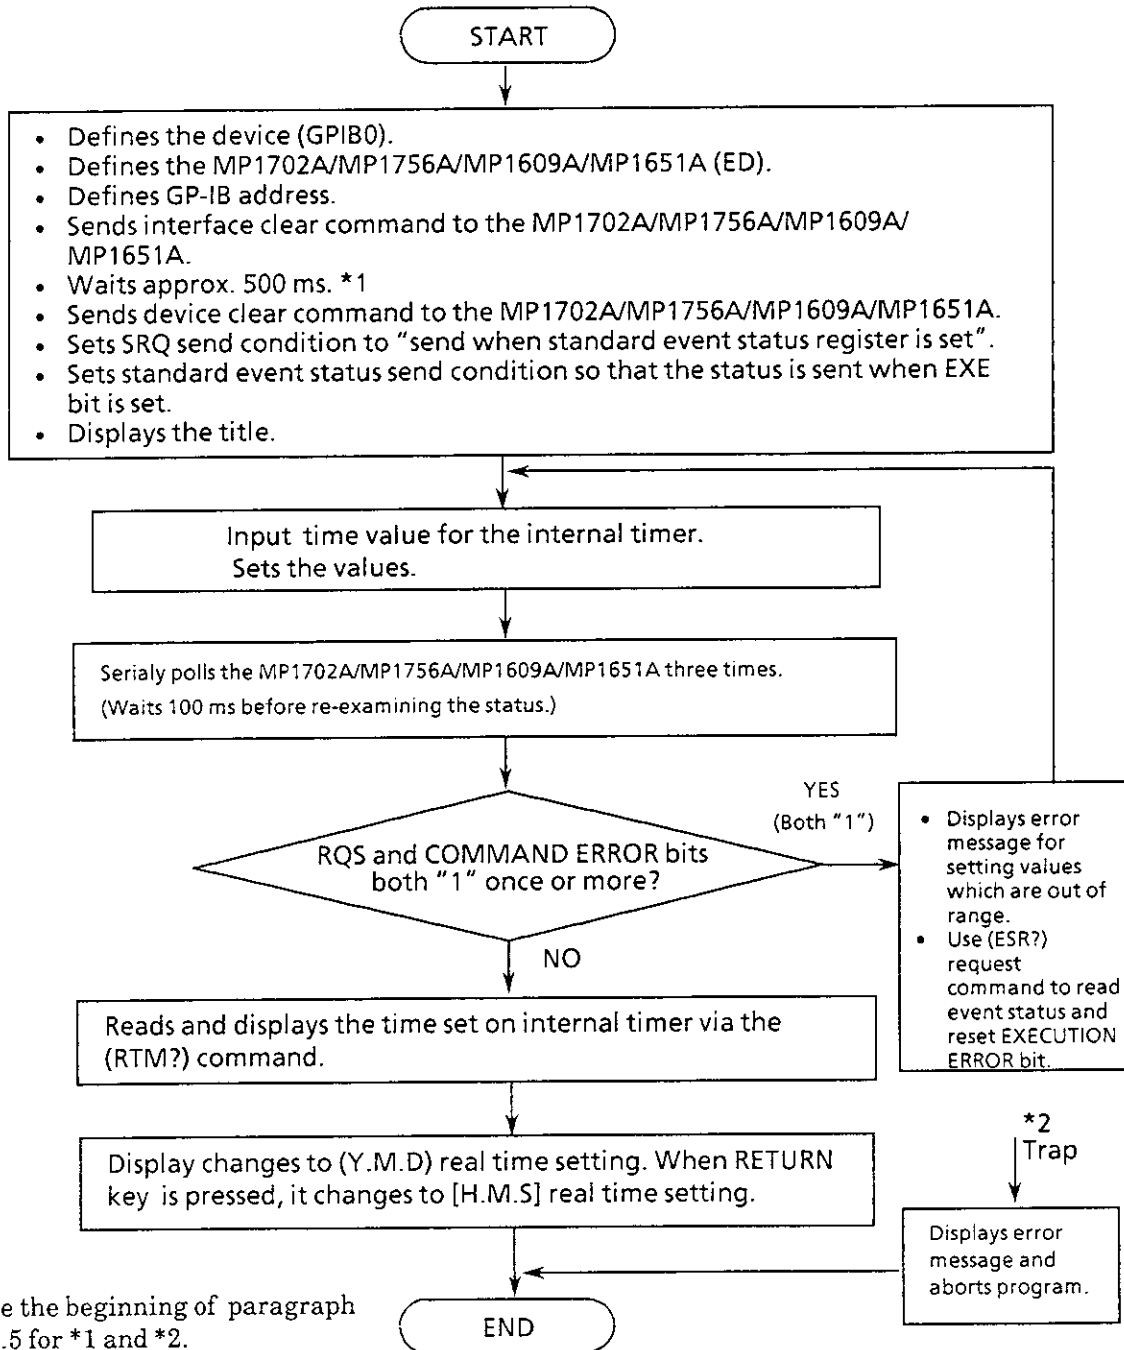 START
• Defines the device (GPIB0).
• Defines the MP1702A/MP1756A/MP1609A/MP1651A (ED).
• Defines GP-IB address.
• Sends interface clear command to the MP1702A/MP1756A/MP1609A/
MP1651A.
• Waits approx. 500 ms. *1
• Sends device clear command to the MP1702A/MP1756A/MP1609A/MP1651A.
• Sets SRQ send condition to "send when standard event status register is set".
• Sets standard event status send condition so that the status is sent when EXE
bit is set.
• Displays the title.
Input time value for the internal timer.
Sets the values.
Serialy polls the MP1702A/MP1756A/MP1609A/MP1651A three times.
(Waits 100 ms before re-examining the status.)
RQS and COMMAND ERROR bits
both "1" once or more?
YES
(Both "1")
• Displays error
message for
setting values
which are out of
range.
• Use (ESR?)
request
command to read
event status and
reset EXECUTION
ERROR bit.
NO
Reads and displays the time set on internal timer via the
(RTM?) command.
Display changes to (Y.M.D) real time setting. When RETURN
key is pressed, it changes to [H.M.S] real time setting.
*2
Trap
Displays error
message and
aborts program.
e the beginning of paragraph
.5 for *1 and *2.
END